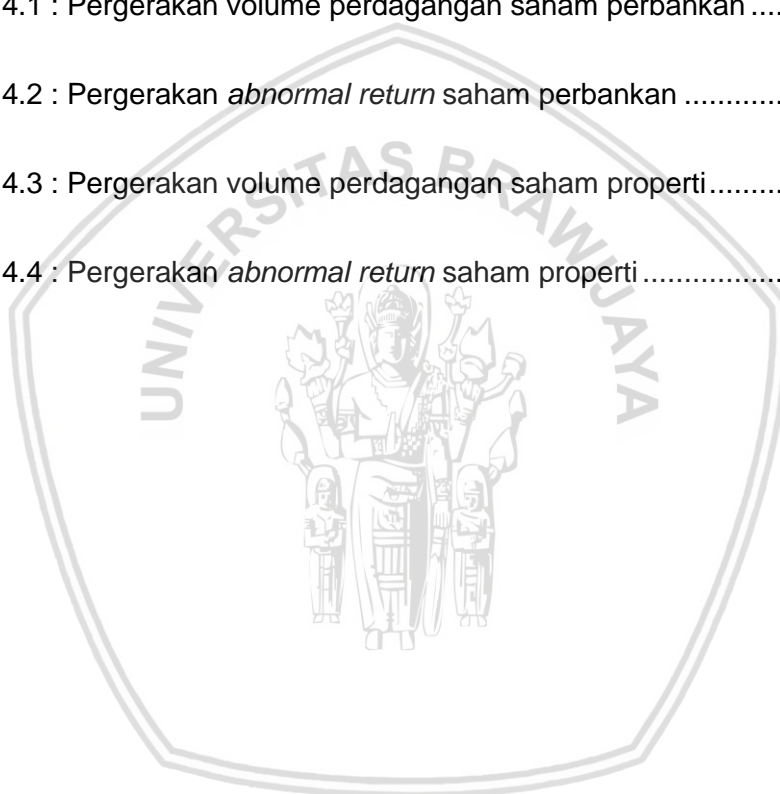 4.1 : Pergerakan volume perdagangan saham perbankan ....
4.2 : Pergerakan abnormal return saham perbankan ............
4.3 : Pergerakan volume perdagangan saham properti.........
4.4 : Pergerakan abnormal return saham properti.................
UNIVERSITAS BRAWIJAYA